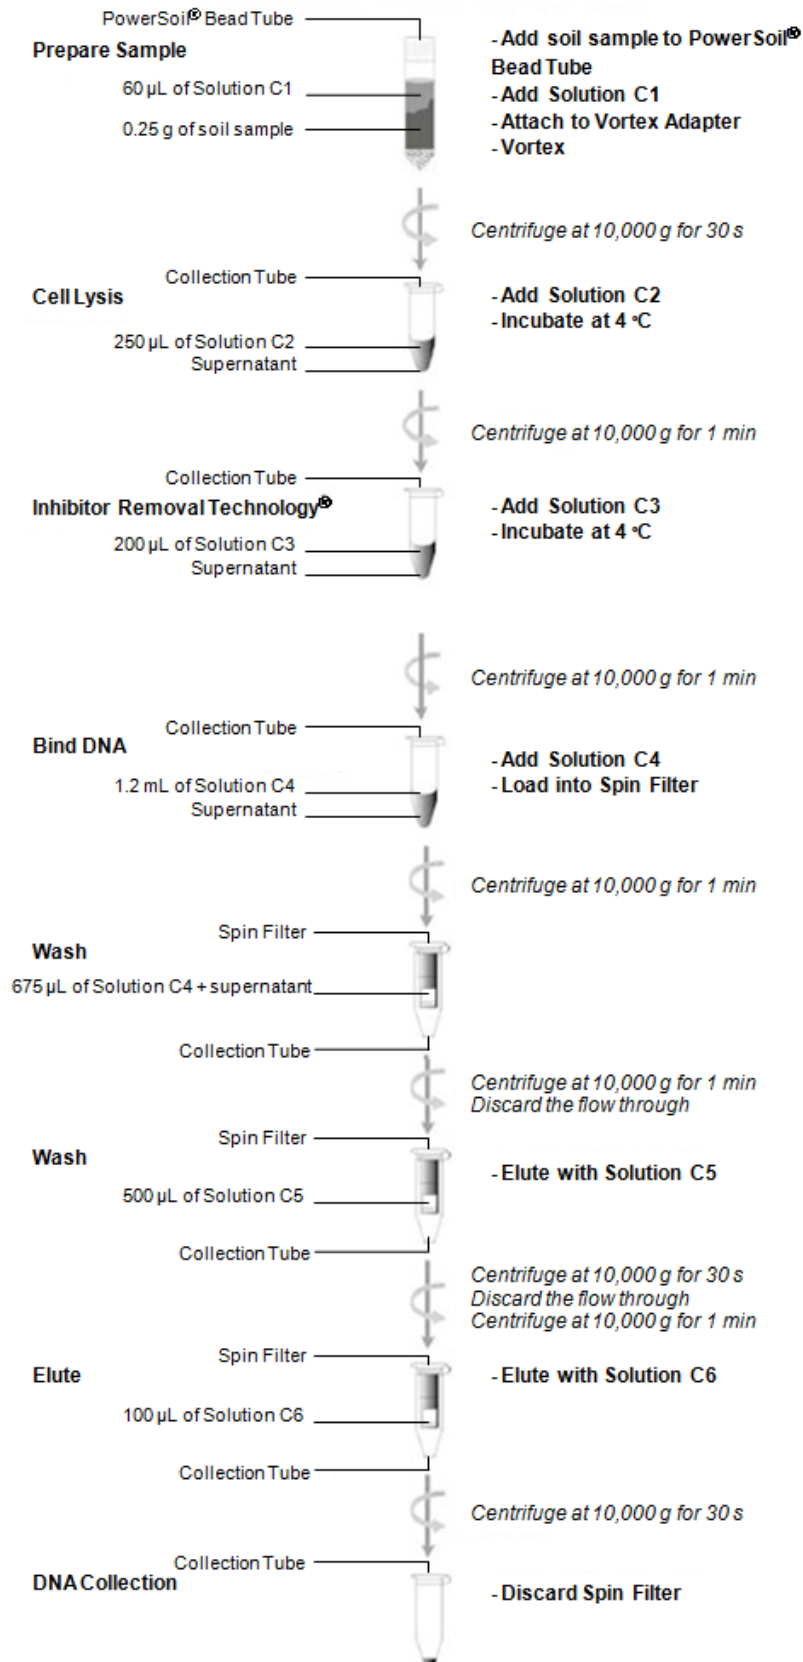 PowerSoil® Bead Tube
Prepare Sample
60 µL of Solution C1
0.25 g of soil sample
- Add soil sample to PowerSoil®
Bead Tube
- Add Solution C1
- Attach to Vortex Adapter
- Vortex
Centrifuge at 10,000 g for 30 s
Collection Tube
Cell Lysis
250 µL of Solution C2
Supernatant
- Add Solution C2
- Incubate at 4 °C
Centrifuge at 10,000 g for 1 min
Collection Tube
Inhibitor Removal Technology®
200 µL of Solution C3
Supernatant
- Add Solution C3
- Incubate at 4 °C
Centrifuge at 10,000 g for 1 min
Collection Tube
Bind DNA
1.2 mL of Solution C4
Supernatant
- Add Solution C4
- Load into Spin Filter
Centrifuge at 10,000 g for 1 min
Spin Filter
Wash
675 µL of Solution C4 + supernatant
Collection Tube
Centrifuge at 10,000 g for 1 min
Discard the flow through
Spin Filter
Wash
500 µL of Solution C5
Collection Tube
- Elute with Solution C5
Centrifuge at 10,000 g for 30 s
Discard the flow through
Centrifuge at 10,000 g for 1 min
Spin Filter
Elute
100 µL of Solution C6
Collection Tube
- Elute with Solution C6
Centrifuge at 10,000 g for 30 s
Collection Tube
DNA Collection
- Discard Spin Filter